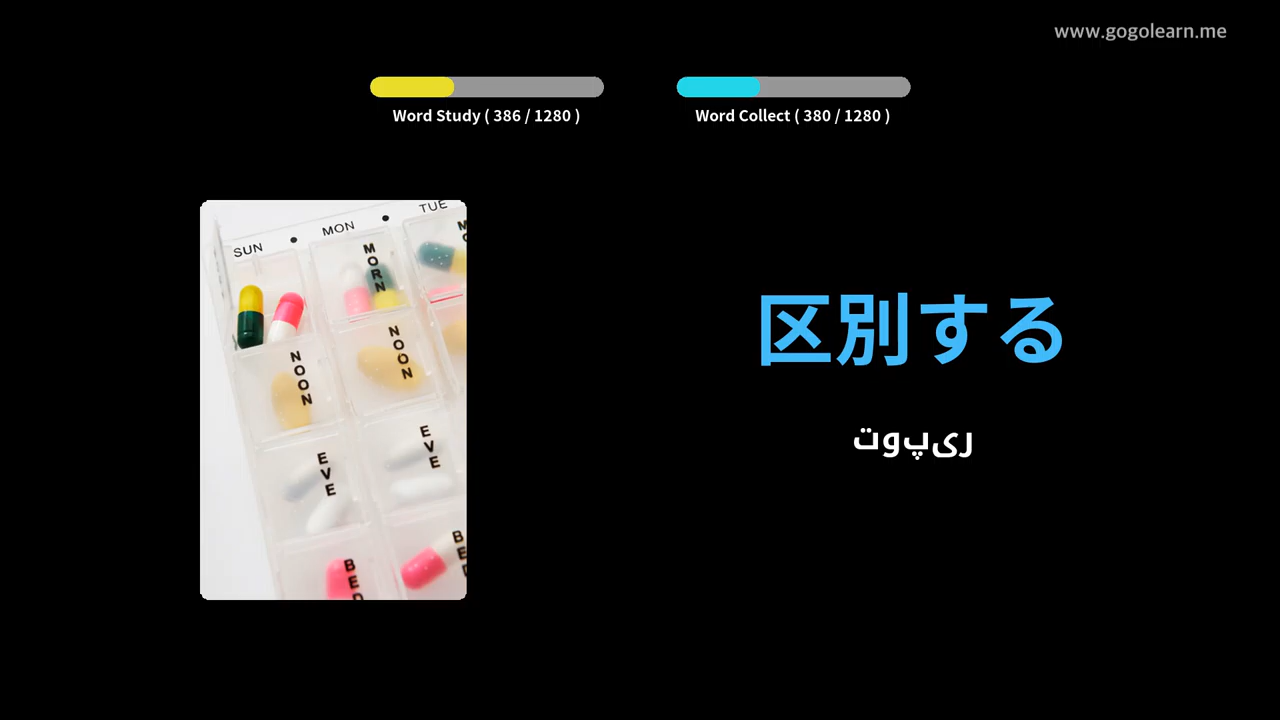 www.gogolearn.me
Word Study ( 386 / 1280 )
Word Collect ( 380 / 1280 )
SUN • MON • TUE
MORN
NOON
NOON
EVE
EVE
BED
区別する
ریپوت